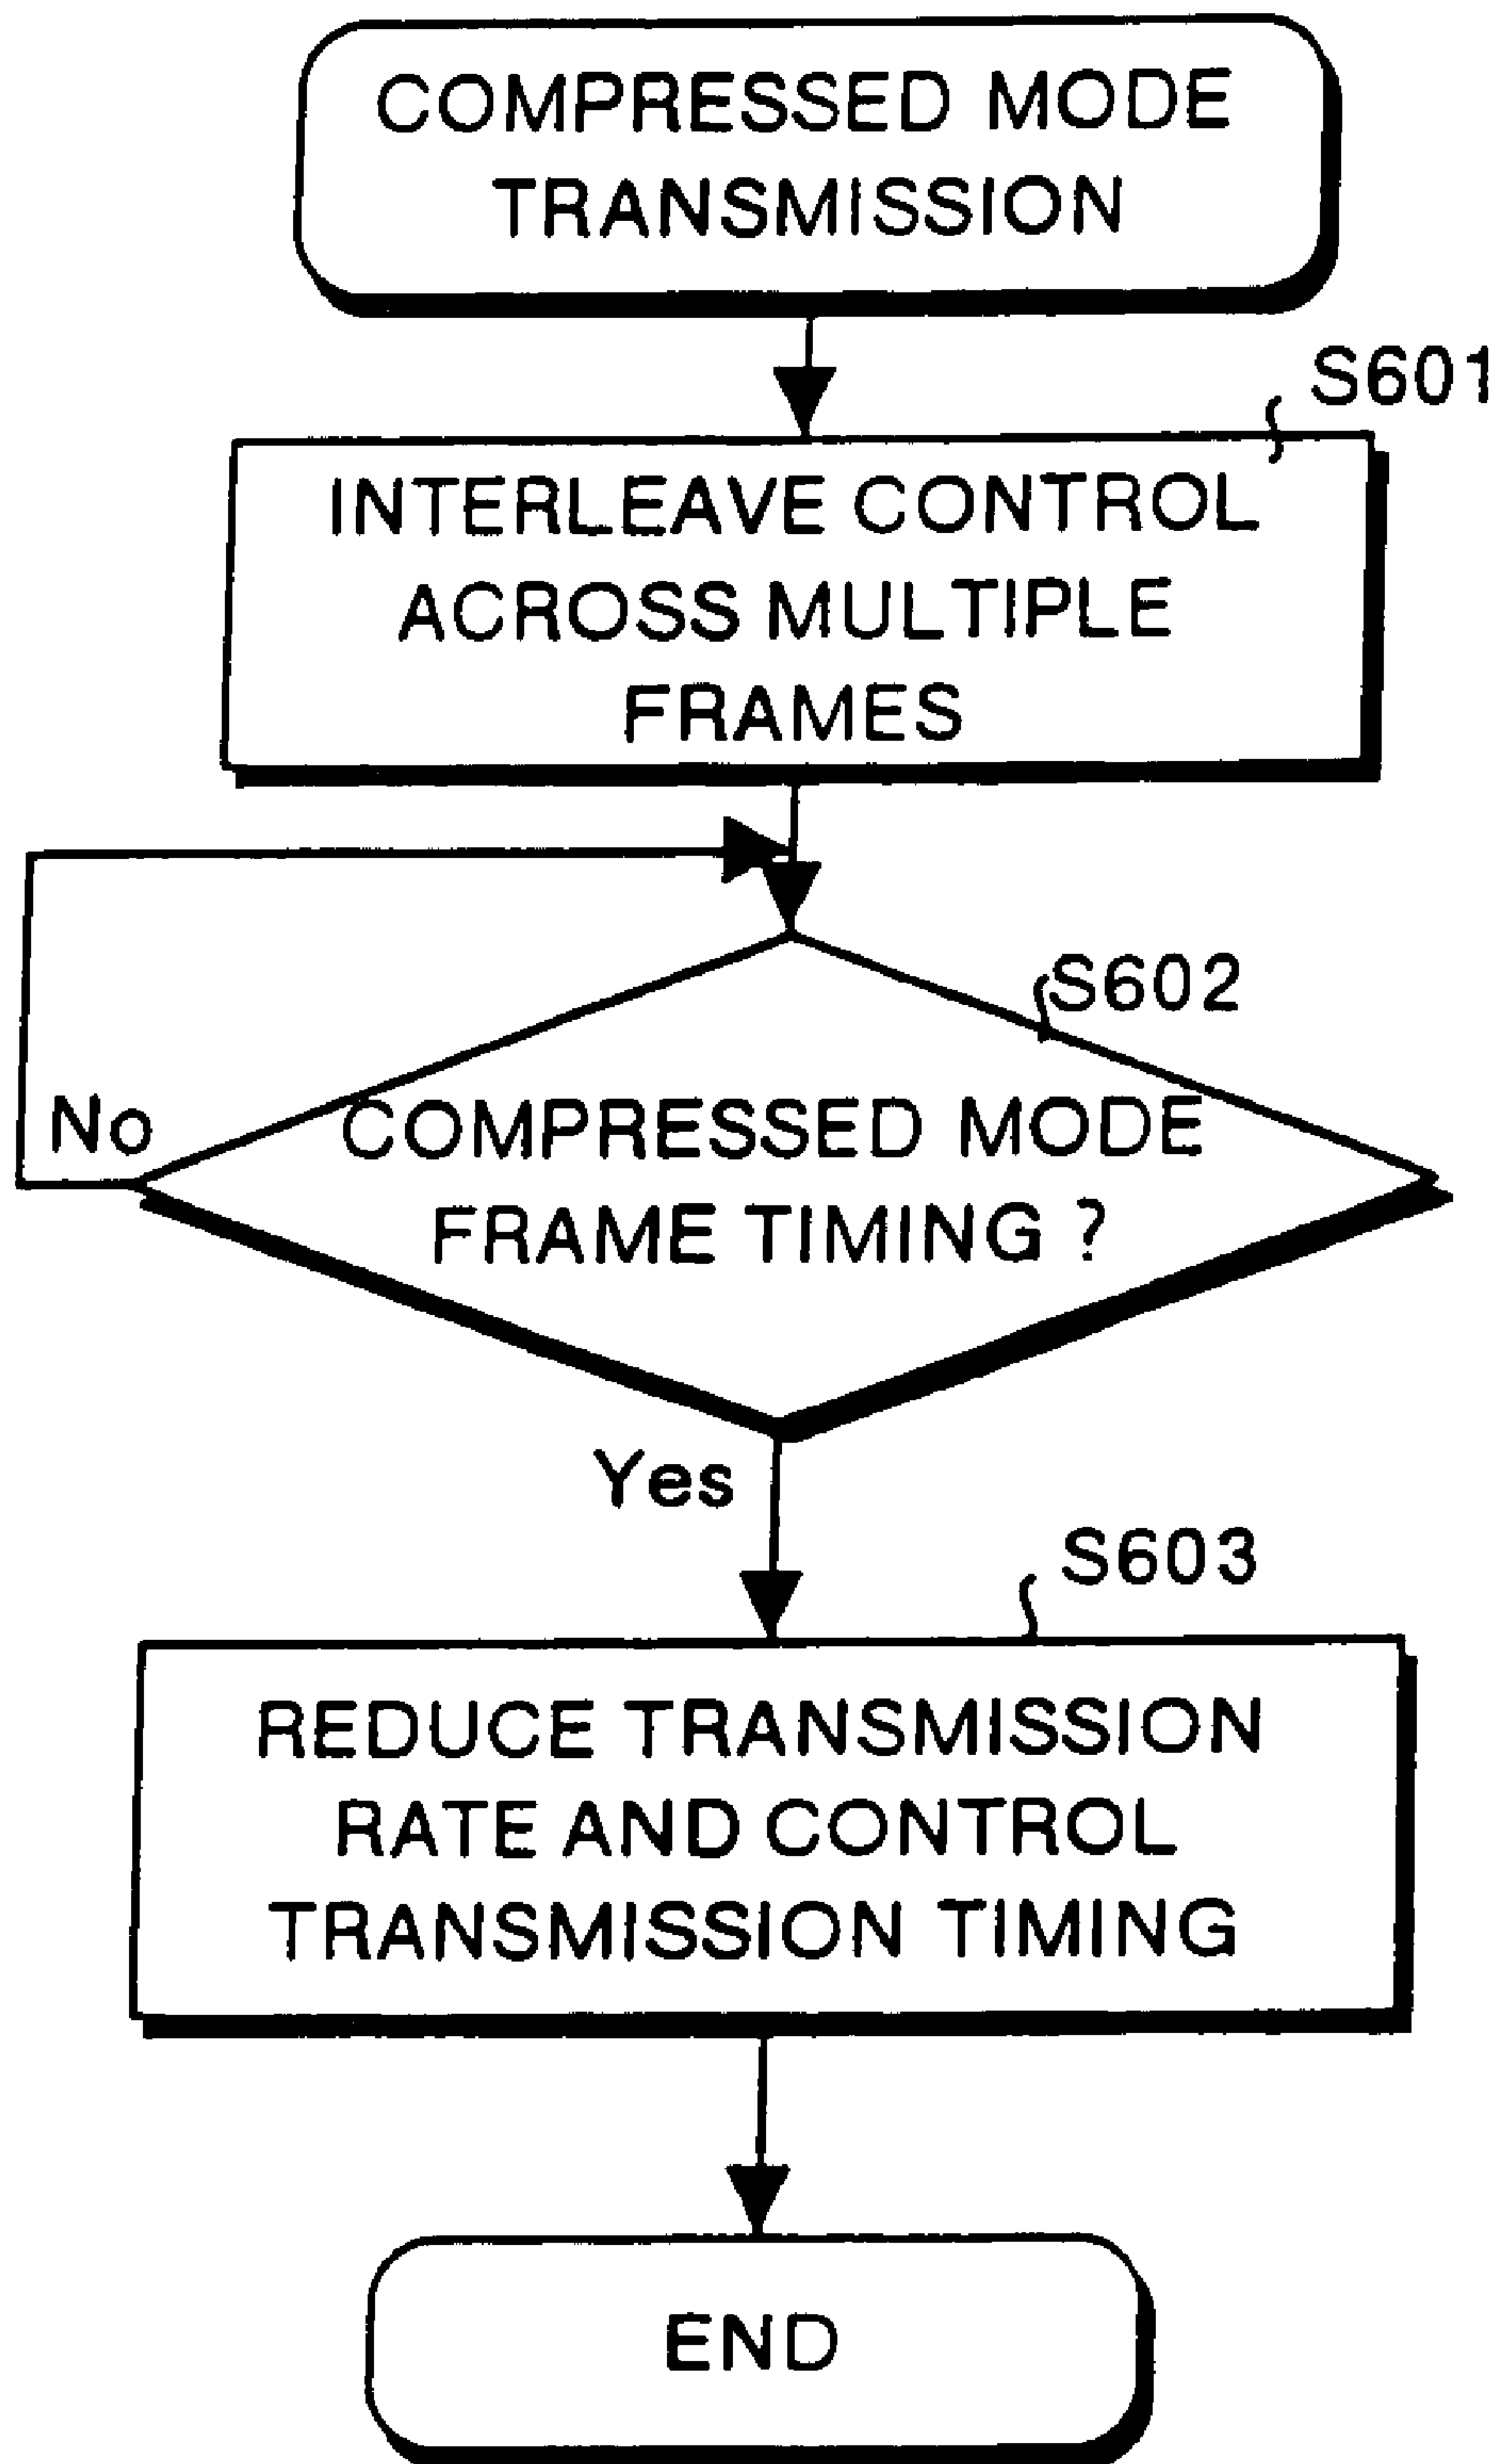 COMPRESSED MODE
TRANSMISSION
S601
INTERLEAVE CONTROL
ACROSS MULTIPLE
FRAMES
S602
No
COMPRESSED MODE
FRAME TIMING ?
Yes
S603
REDUCE TRANSMISSION
RATE AND CONTROL
TRANSMISSION TIMING
END